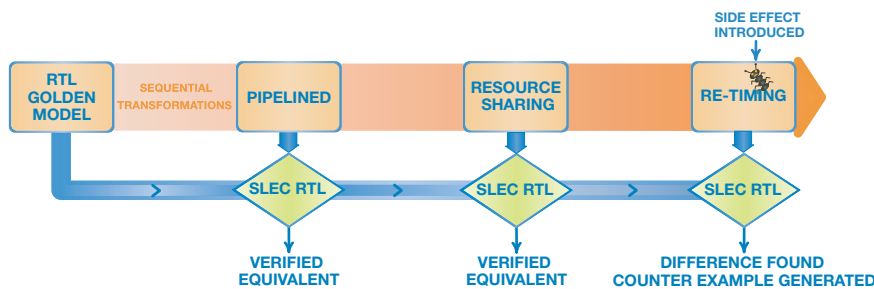 SIDE EFFECT
INTRODUCED
RTL
GOLDEN
MODEL
SEQUENTIAL
TRANSFORMATIONS
PIPELINED
RESOURCE
SHARING
RE-TIMING
SLEC RTL
SLEC RTL
SLEC RTL
VERIFIED
EQUIVALENT
VERIFIED
EQUIVALENT
DIFFERENCE FOUND
COUNTER EXAMPLE GENERATED